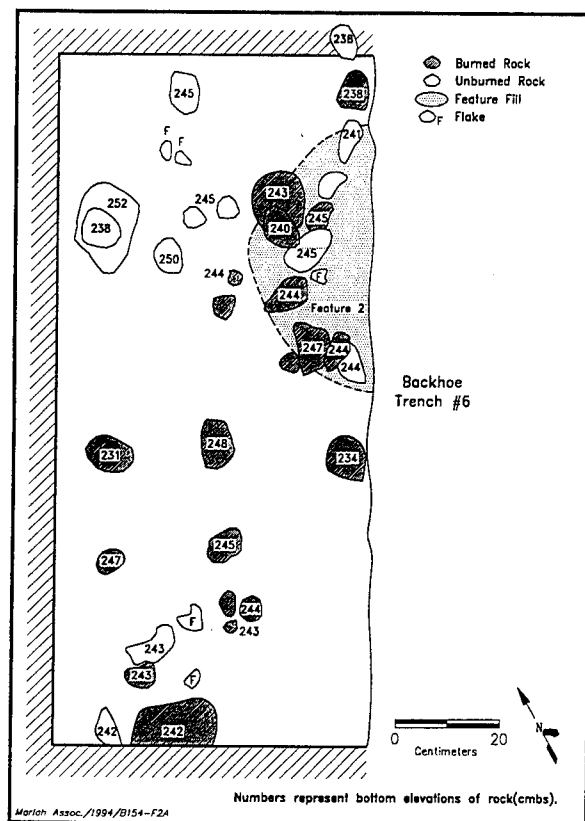 238
Burned Rock
Unburned Rock
F Flake
Feature Fill
245
238
F
F
241
252
245
243
245
238
240
250
245
244
F
244
Feature 2
247
244
244
Backhoe
Trench #6
231
248
234
247
245
244
F
243
243
243
F
242
242
N
0 20
Centimeters
Numbers represent bottom elevations of rock(cmbs).
Mariah Assoc./1994/B154-F2A